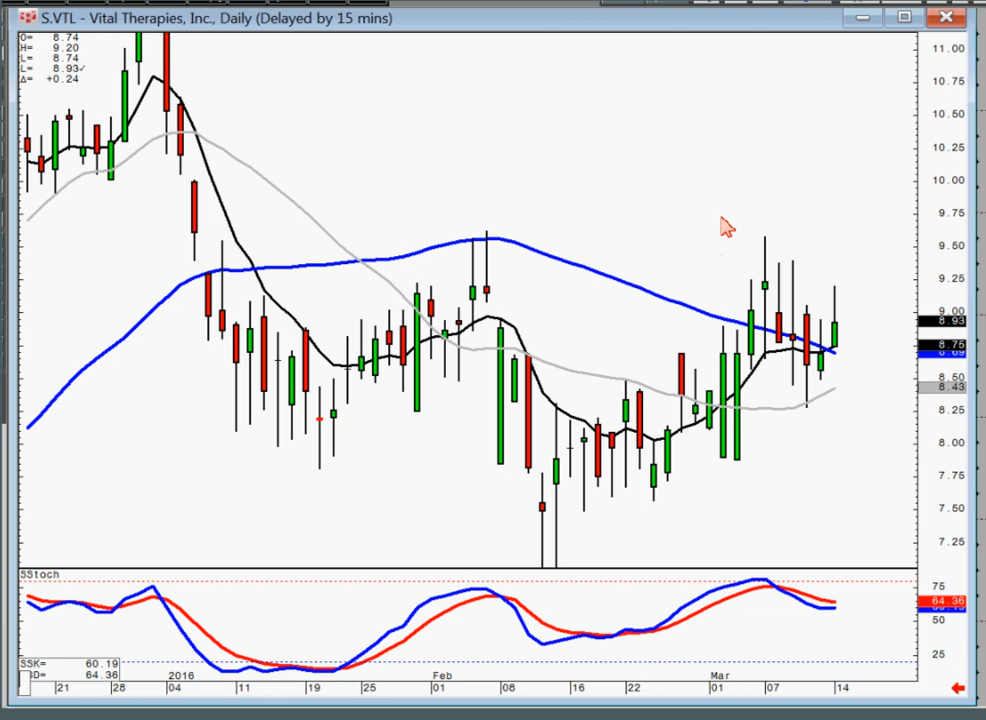 S.VTL - Vital Therapies, Inc., Daily (Delayed by 15 mins)
O= 8.74
H= 9.20
L= 8.74
L= 8.93✓
Δ= +0.24
11.00
10.75
10.50
10.25
10.00
9.75
9.50
9.25
9.00
8.93
8.75
8.69
8.50
8.43
8.25
8.00
7.75
7.50
7.25
SStoch
75
64.36
50
25
SSK= 60.19
D= 64.36
2016 Feb Mar
21 28 04 11 19 25 01 08 16 22 01 07 14